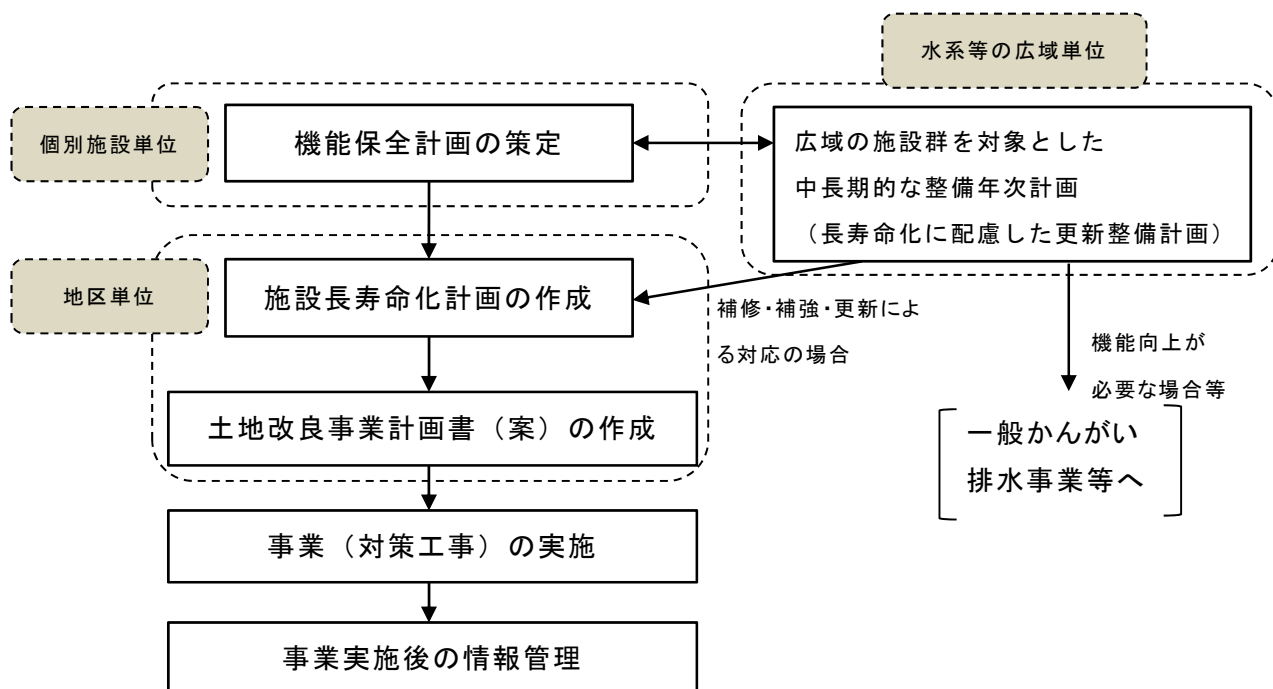 水系等の広域単位
個別施設単位
機能保全計画の策定
広域の施設群を対象とした
中長期的な整備年次計画
（長寿命化に配慮した更新整備計画）
地区単位
施設長寿命化計画の作成
補修・補強・更新によ
る対応の場合
機能向上が
必要な場合等
土地改良事業計画書（案）の作成
一般かんがい
排水事業等へ
事業（対策工事）の実施
事業実施後の情報管理